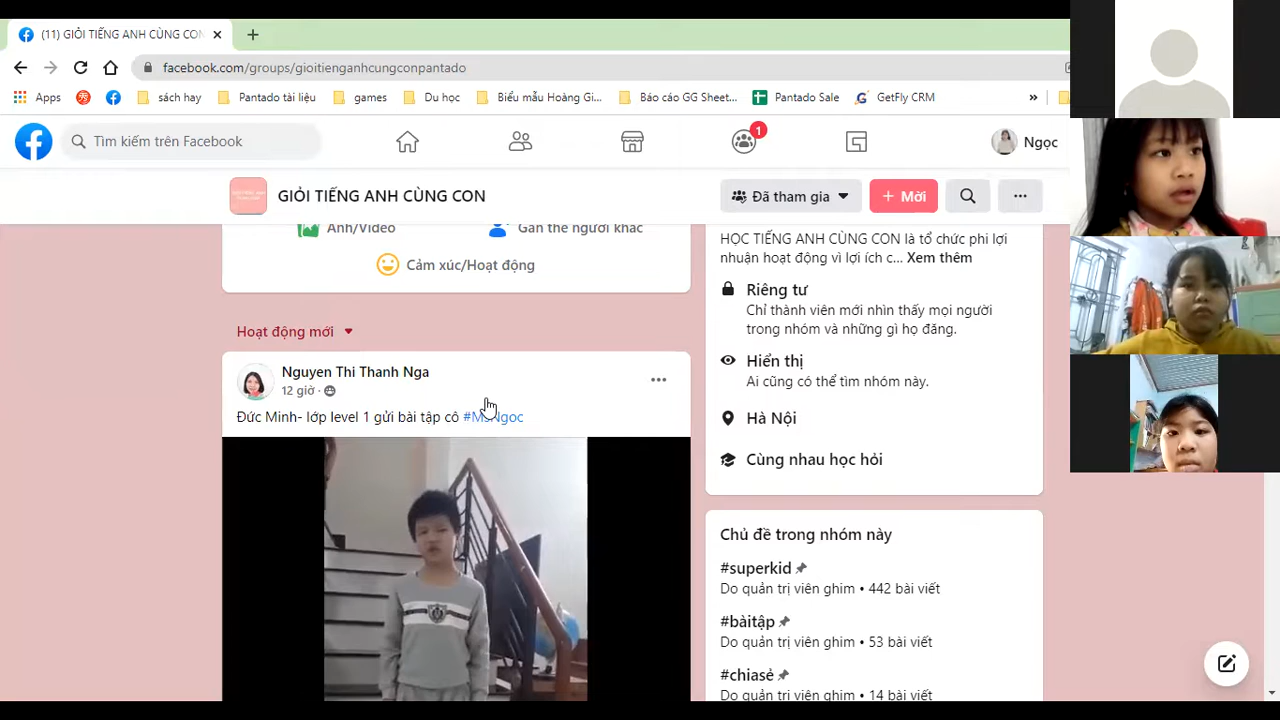 (11) GIỎI TIẾNG ANH CÙNG CON
facebook.com/groups/gioitienganhcungconpantado
Apps
sách hay
Pantado tài liệu
games
Du học
Biểu mẫu Hoàng Gi...
Báo cáo GG Sheet...
Pantado Sale
GetFly CRM
»
Tìm kiếm trên Facebook
1
Ngọc
GIỎI TIẾNG ANH CÙNG CON
Đã tham gia
+ Mời
Ảnh/Video
Gắn thẻ người khác
Cảm xúc/Hoạt động
Hoạt động mới
Nguyen Thi Thanh Nga
12 giờ ·
Đức Minh- lớp level 1 gửi bài tập cô #MsNgoc
HỌC TIẾNG ANH CÙNG CON là tổ chức phi lợi
nhuận hoạt động vì lợi ích c... Xem thêm
Riêng tư
Chỉ thành viên mới nhìn thấy mọi người
trong nhóm và những gì họ đăng.
Hiển thị
Ai cũng có thể tìm nhóm này.
Hà Nội
Cùng nhau học hỏi
Chủ đề trong nhóm này
#superkid
Do quản trị viên ghim • 442 bài viết
#bàitập
Do quản trị viên ghim • 53 bài viết
#chiasẻ
Do quản trị viên ghim • 14 bài viết